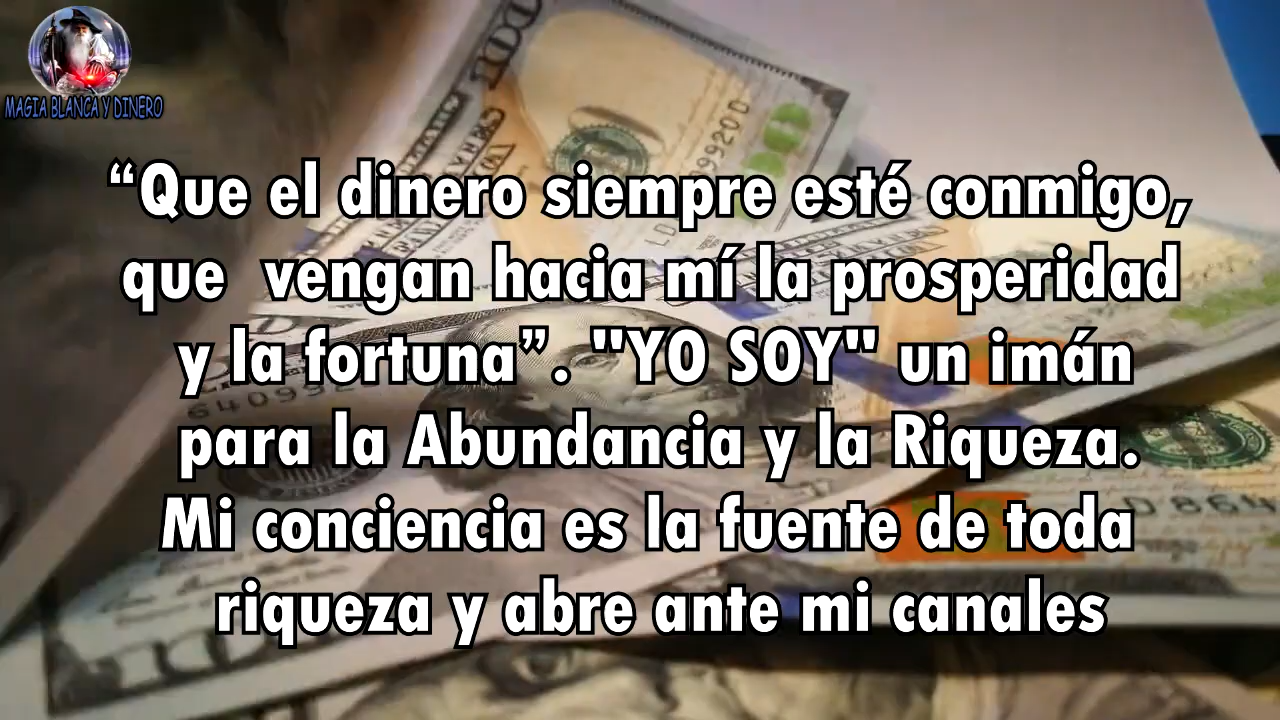 MAGIA BLANCA Y DINERO
“Que el dinero siempre esté conmigo,
que vengan hacia mí la prosperidad
y la fortuna”. "YO SOY" un imán
para la Abundancia y la Riqueza.
Mi conciencia es la fuente de toda
riqueza y abre ante mi canales